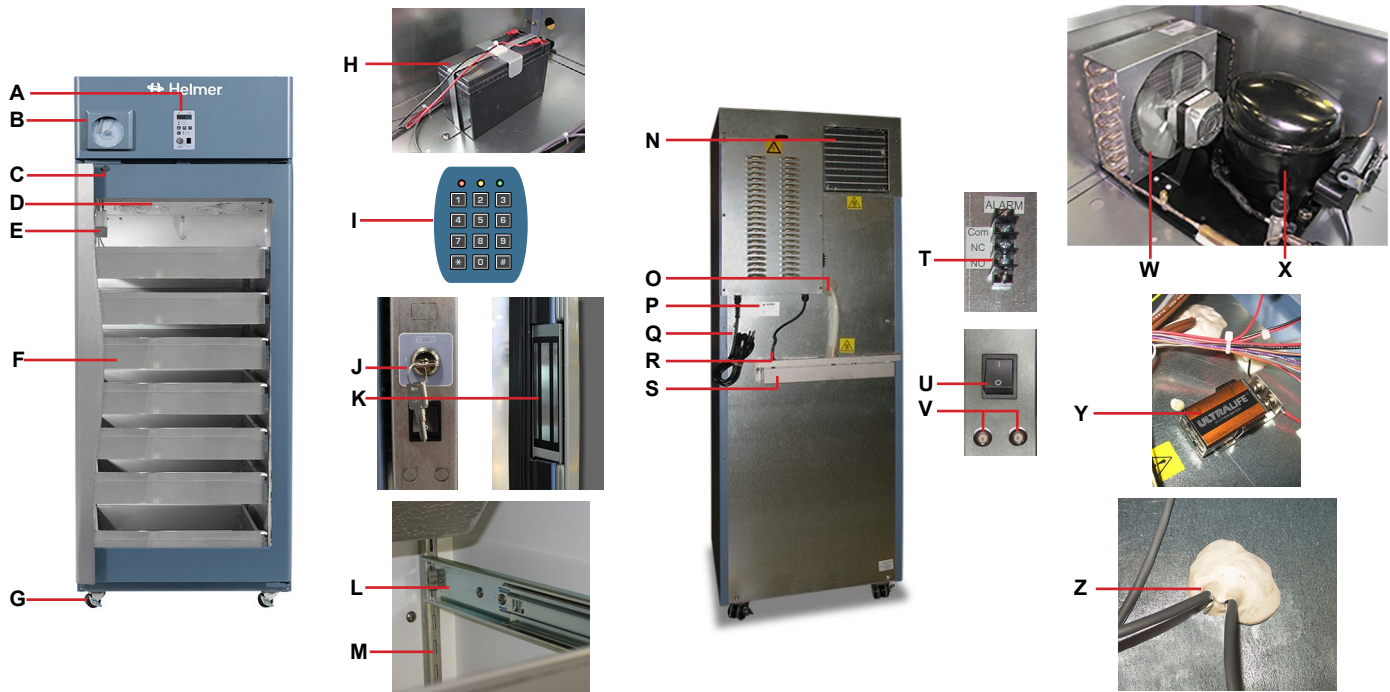 A
B
C
D
E
F
G
Helmer
H
I
1 2 3
4 5 6
7 8 9
* 0 #
J
K
L
M
N
O
P
Q
R
S
T
ALARM
Com
NC
NO
U
V
W
X
Y
ULTRALIFE
Z